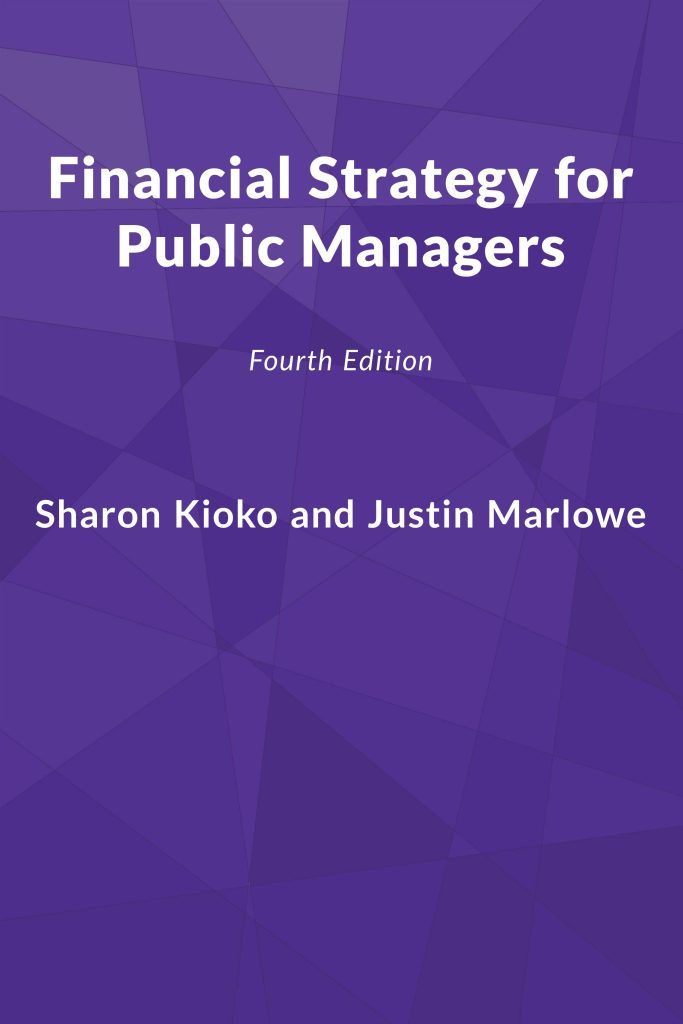 Financial Strategy for
Public Managers
Fourth Edition
Sharon Kioko and Justin Marlowe